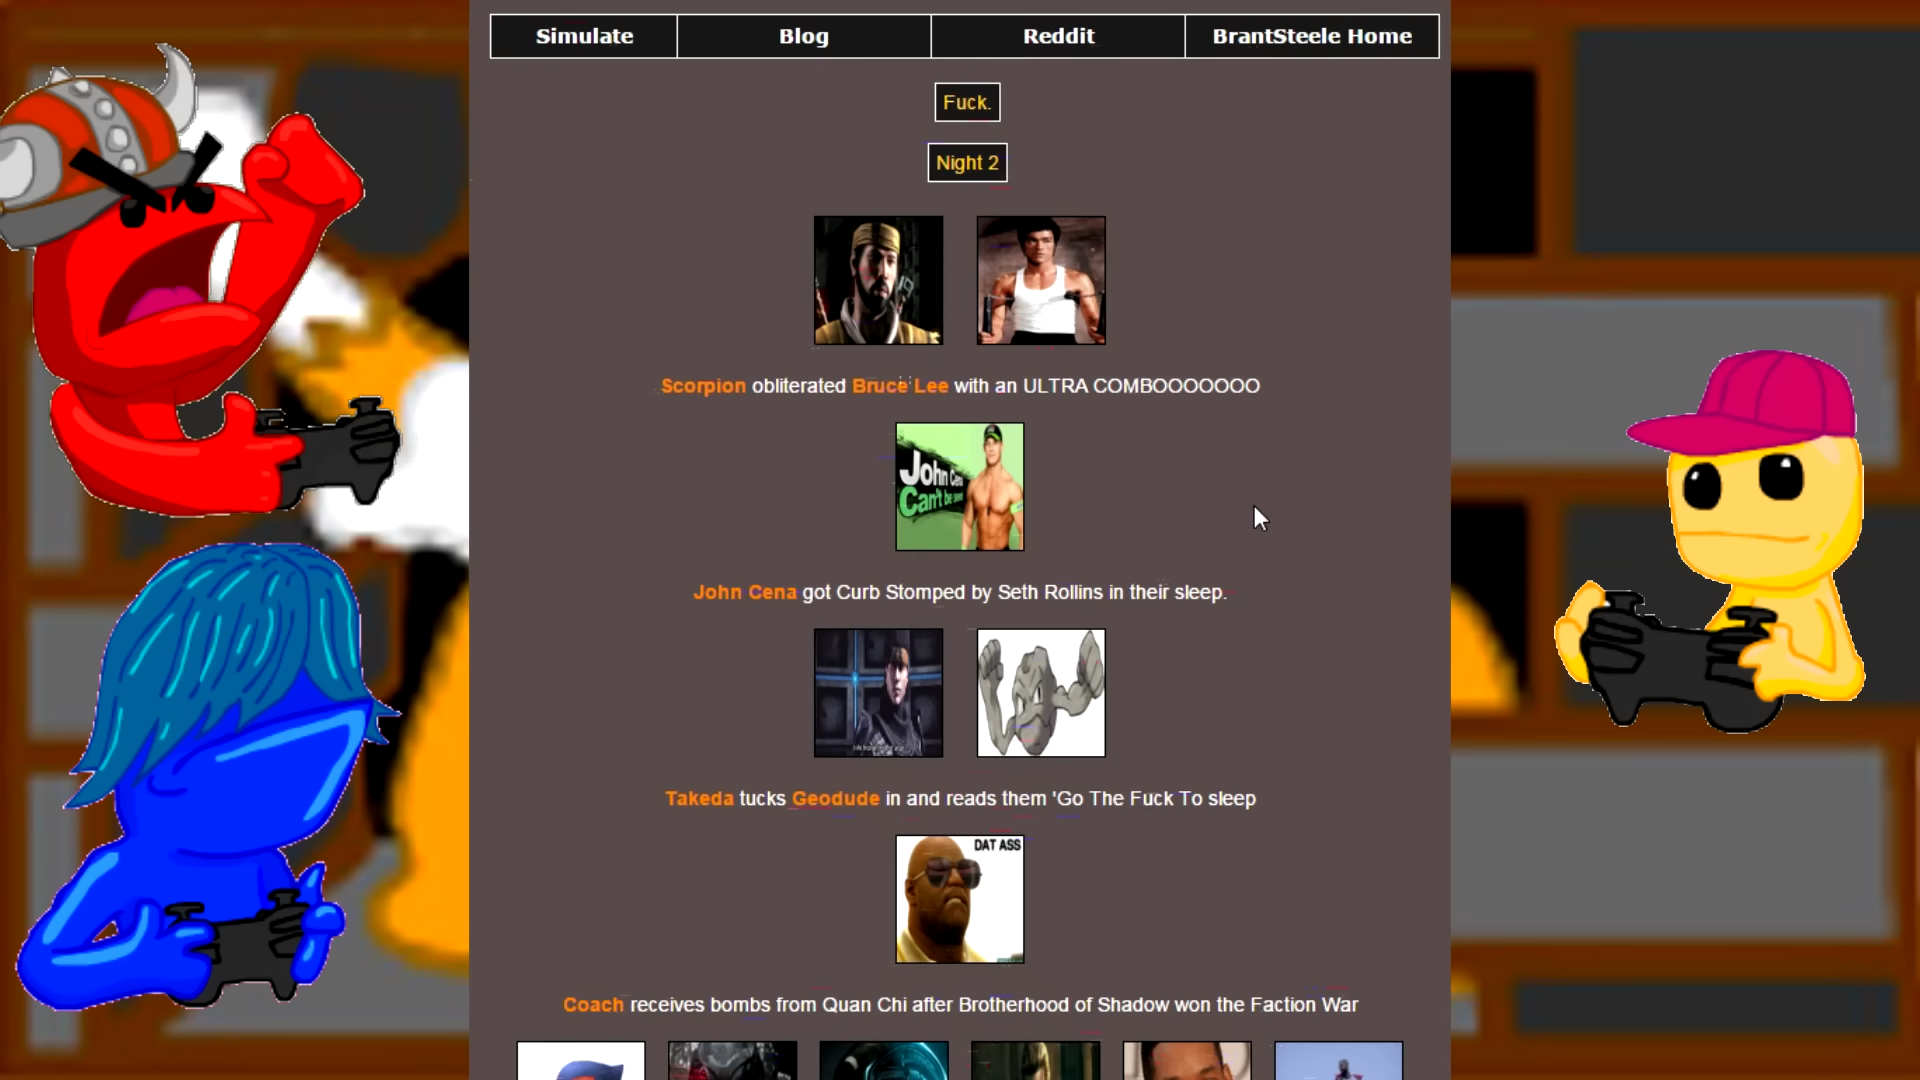 Simulate
Blog
Reddit
BrantSteele Home
Fuck.
Night 2
Scorpion obliterated Bruce Lee with an ULTRA COMBOOOOOOO
John Cena
Can't be seen
John Cena got Curb Stomped by Seth Rollins in their sleep.
Takeda tucks Geodude in and reads them 'Go The Fuck To sleep
DAT ASS
Coach receives bombs from Quan Chi after Brotherhood of Shadow won the Faction War